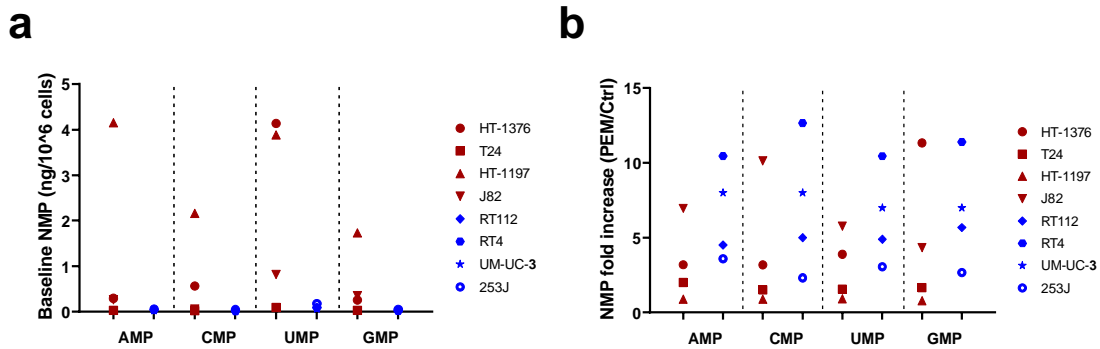 a
Baseline NMP (ng/10^6 cells)
5
4
3
2
1
0
AMP
CMP
UMP
GMP
HT-1376
T24
HT-1197
J82
RT112
RT4
UM-UC-3
253J
b
NMP fold increase (PEM/Ctrl)
15
10
5
0
AMP
CMP
UMP
GMP
HT-1376
T24
HT-1197
J82
RT112
RT4
UM-UC-3
253J